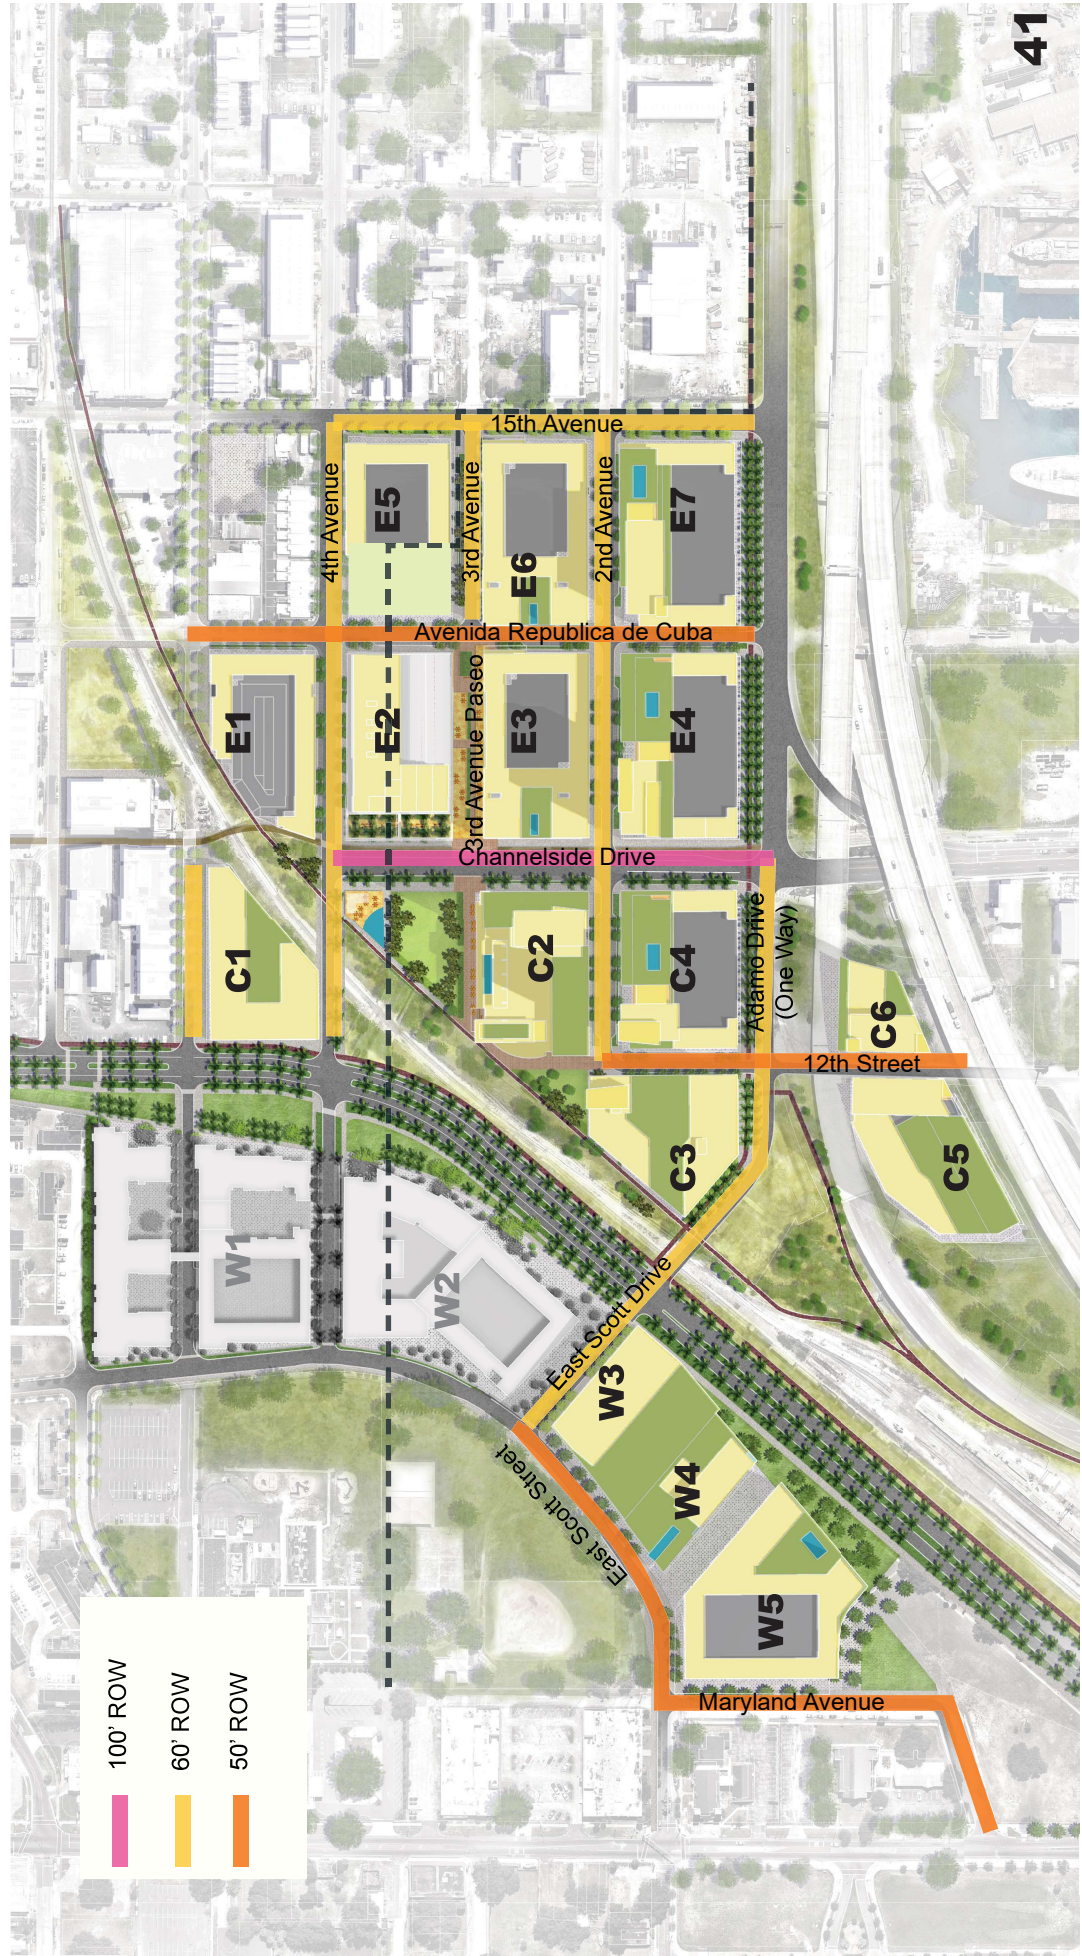 41
15th Avenue
4th Avenue
3rd Avenue
2nd Avenue
E5
E6
E7
Avenida Republica de Cuba
E1
E2
3rd Avenue Paseo
E3
E4
Channelside Drive
C1
C2
C4
Adamo Drive
(One Way)
C6
12th Street
C3
C5
W1
W2
East Scott Drive
W3
East Scott Street
W4
W5
Maryland Avenue
100' ROW
60' ROW
50' ROW